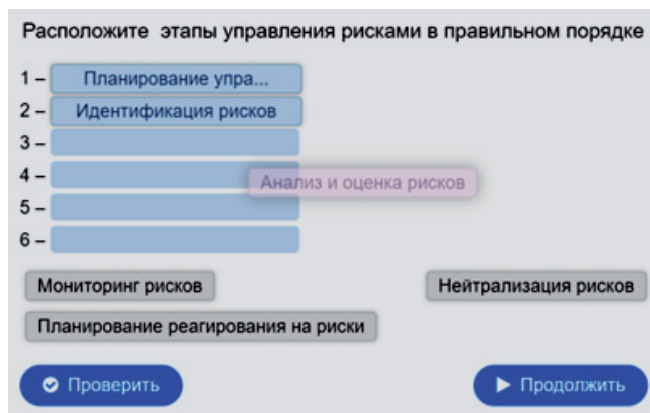 Расположите этапы управления рисками в правильном порядке
1 – Планирование упра...
2 – Идентификация рисков
3 –
4 –
Анализ и оценка рисков
5 –
6 –
Мониторинг рисков
Нейтрализация рисков
Планирование реагирования на риски
Проверить
Продолжить